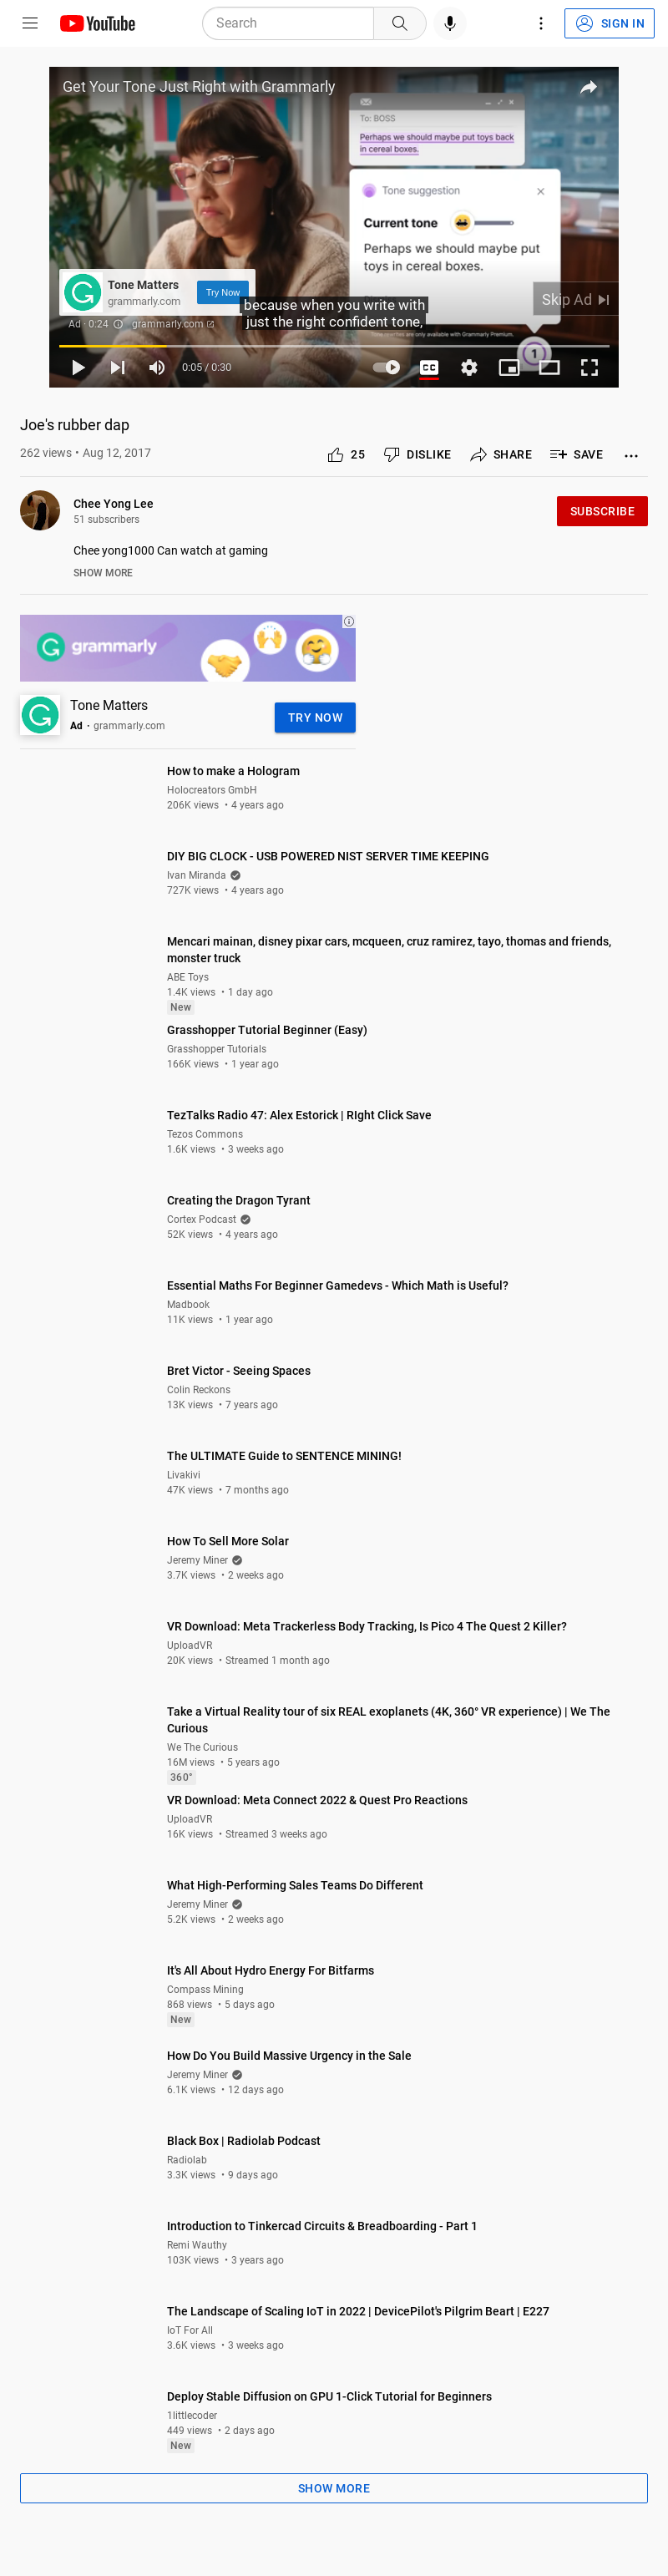 YouTube
Search
SIGN IN
Get Your Tone Just Right with Grammarly
To: BOSS
Perhaps we should maybe put toys back
in cereal boxes.
Tone suggestion
Current tone
Perhaps we should maybe put
toys in cereal boxes.
Tone Matters
grammarly.com
Try Now
because when you write with
just the right confident tone,
Skip Ad
Ad · 0:24
grammarly.com
are only available with Grammarly Premium.
1
0:05 / 0:30
CC
Joe's rubber dap
262 views • Aug 12, 2017
25
DISLIKE
SHARE
SAVE
Chee Yong Lee
51 subscribers
SUBSCRIBE
Chee yong1000 Can watch at gaming
SHOW MORE
grammarly
Tone Matters
Ad · grammarly.com
TRY NOW
How to make a Hologram
Holocreators GmbH
206K views • 4 years ago
DIY BIG CLOCK - USB POWERED NIST SERVER TIME KEEPING
Ivan Miranda
727K views • 4 years ago
Mencari mainan, disney pixar cars, mcqueen, cruz ramirez, tayo, thomas and friends,
monster truck
ABE Toys
1.4K views • 1 day ago
New
Grasshopper Tutorial Beginner (Easy)
Grasshopper Tutorials
166K views • 1 year ago
TezTalks Radio 47: Alex Estorick | RIght Click Save
Tezos Commons
1.6K views • 3 weeks ago
Creating the Dragon Tyrant
Cortex Podcast
52K views • 4 years ago
Essential Maths For Beginner Gamedevs - Which Math is Useful?
Madbook
11K views • 1 year ago
Bret Victor - Seeing Spaces
Colin Reckons
13K views • 7 years ago
The ULTIMATE Guide to SENTENCE MINING!
Livakivi
47K views • 7 months ago
How To Sell More Solar
Jeremy Miner
3.7K views • 2 weeks ago
VR Download: Meta Trackerless Body Tracking, Is Pico 4 The Quest 2 Killer?
UploadVR
20K views • Streamed 1 month ago
Take a Virtual Reality tour of six REAL exoplanets (4K, 360° VR experience) | We The
Curious
We The Curious
16M views • 5 years ago
360°
VR Download: Meta Connect 2022 & Quest Pro Reactions
UploadVR
16K views • Streamed 3 weeks ago
What High-Performing Sales Teams Do Different
Jeremy Miner
5.2K views • 2 weeks ago
It's All About Hydro Energy For Bitfarms
Compass Mining
868 views • 5 days ago
New
How Do You Build Massive Urgency in the Sale
Jeremy Miner
6.1K views • 12 days ago
Black Box | Radiolab Podcast
Radiolab
3.3K views • 9 days ago
Introduction to Tinkercad Circuits & Breadboarding - Part 1
Remi Wauthy
103K views • 3 years ago
The Landscape of Scaling IoT in 2022 | DevicePilot's Pilgrim Beart | E227
IoT For All
3.6K views • 3 weeks ago
Deploy Stable Diffusion on GPU 1-Click Tutorial for Beginners
1littlecoder
449 views • 2 days ago
New
SHOW MORE